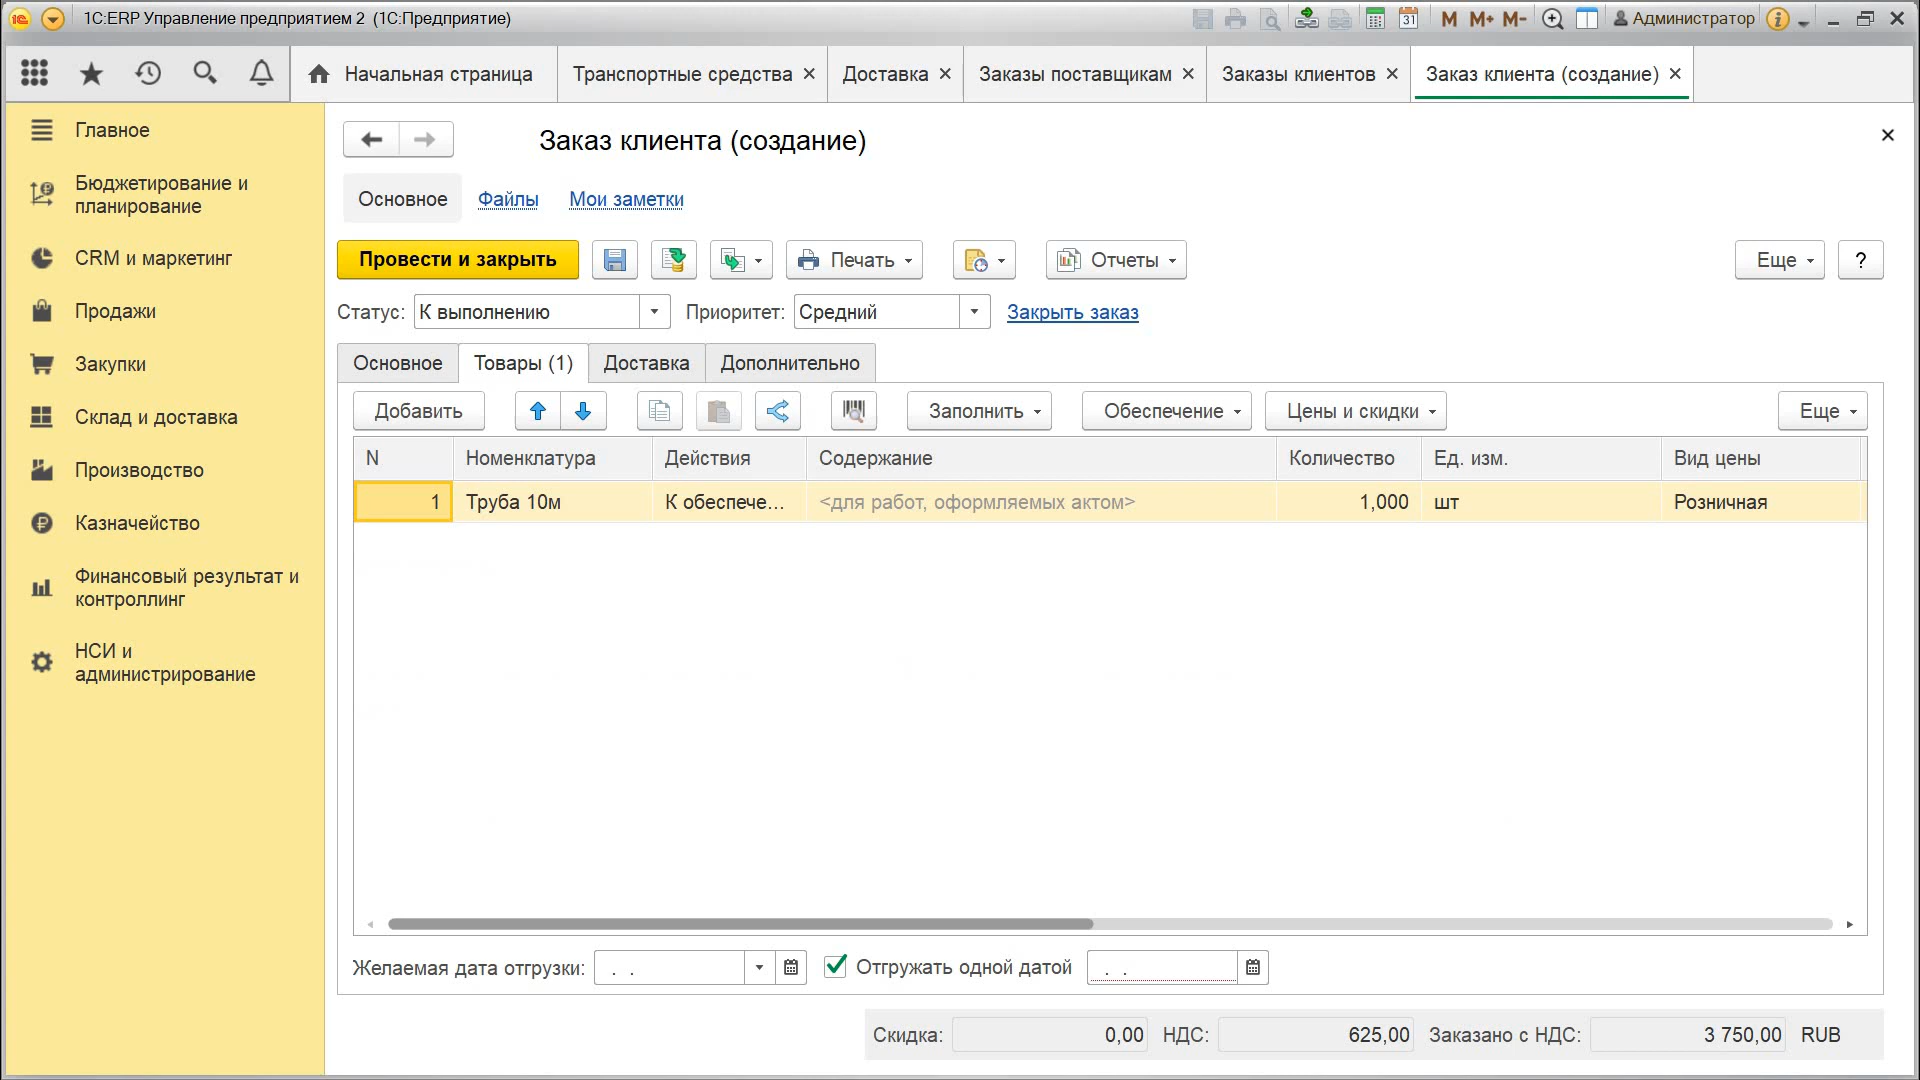 1С:ERP Управление предприятием 2 (1С:Предприятие)
31 M M+ M- Администратор
Начальная страница
Транспортные средства
Доставка
Заказы поставщикам
Заказы клиентов
Заказ клиента (создание)
Главное
Бюджетирование и
планирование
CRM и маркетинг
Продажи
Закупки
Склад и доставка
Производство
Казначейство
Финансовый результат и
контроллинг
НСИ и
администрирование
Заказ клиента (создание)
Основное Файлы Мои заметки
Провести и закрыть Печать Отчеты Еще ?
Статус: К выполнению Приоритет: Средний Закрыть заказ
Основное Товары (1) Доставка Дополнительно
Добавить Заполнить Обеспечение Цены и скидки Еще
N Номенклатура Действия Содержание Количество Ед. изм. Вид цены
1 Труба 10м К обеспече... <для работ, оформляемых актом> 1,000 шт Розничная
Желаемая дата отгрузки: . . Отгружать одной датой . .
Скидка: 0,00 НДС: 625,00 Заказано с НДС: 3 750,00 RUB